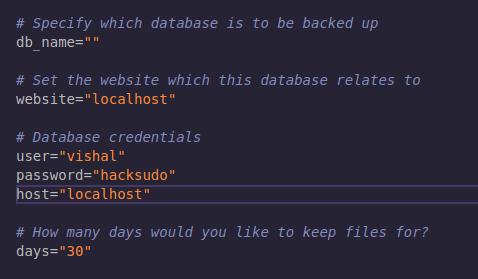 # Specify which database is to be backed up
db_name=""
# Set the website which this database relates to
website="localhost"
# Database credentials
user="vishal"
password="hacksudo"
host="localhost"
# How many days would you like to keep files for?
days="30"